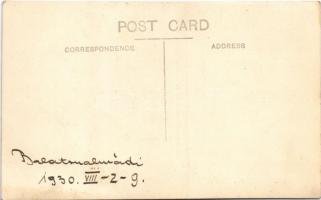 POST CARD
CORRESPONDENCE ADDRESS
Balatonalmádi
1930. VIII -2-9.